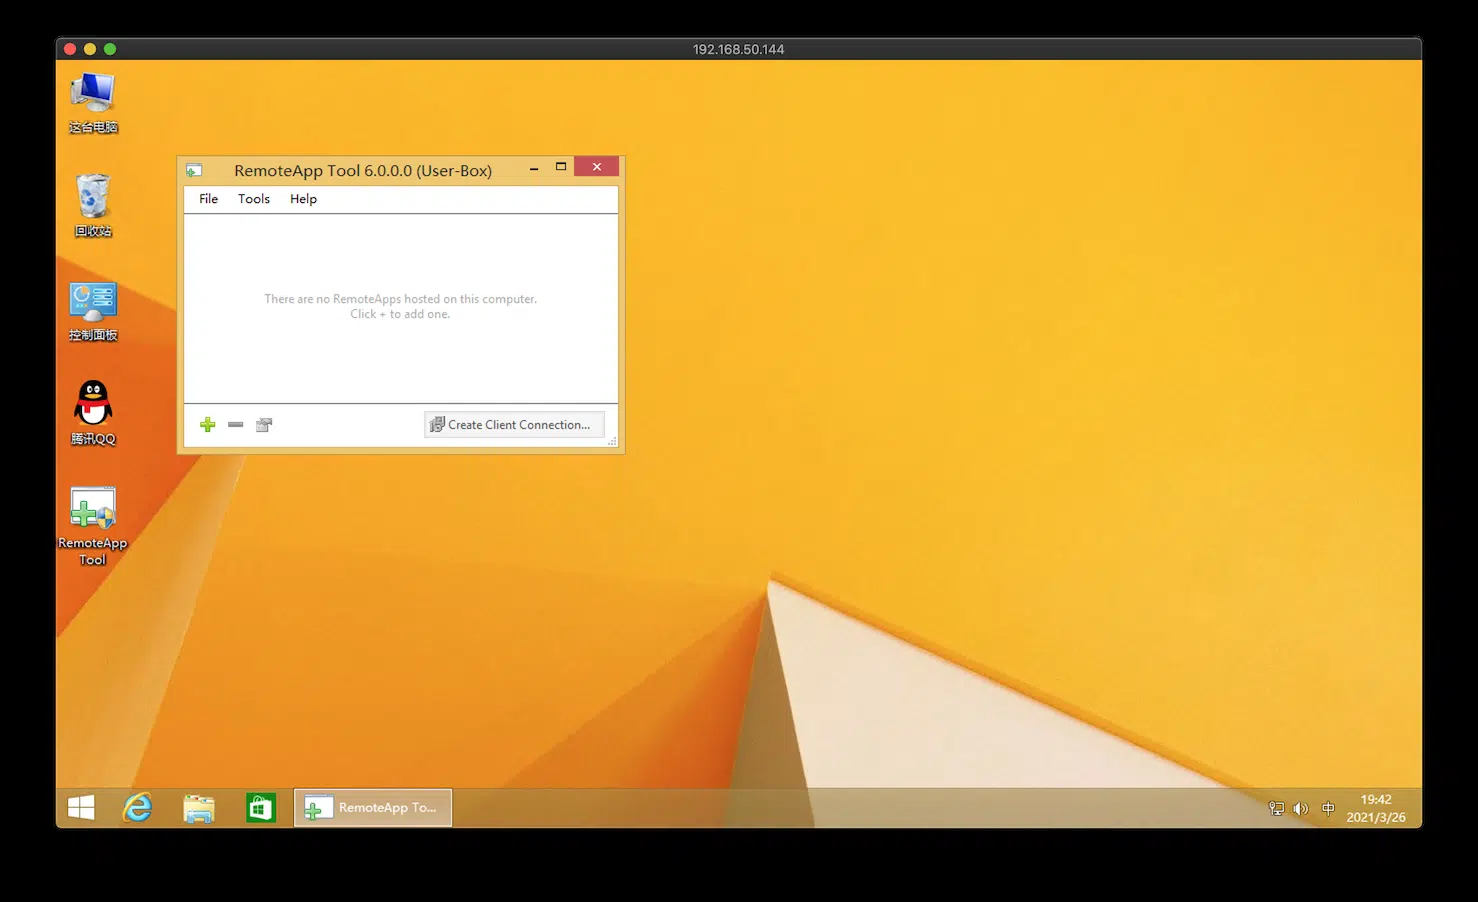 192.168.50.144
这台电脑
回收站
控制面板
腾讯QQ
RemoteApp
Tool
RemoteApp Tool 6.0.0.0 (User-Box)
File Tools Help
There are no RemoteApps hosted on this computer.
Click + to add one.
Create Client Connection...
RemoteApp To...
中
19:42
2021/3/26